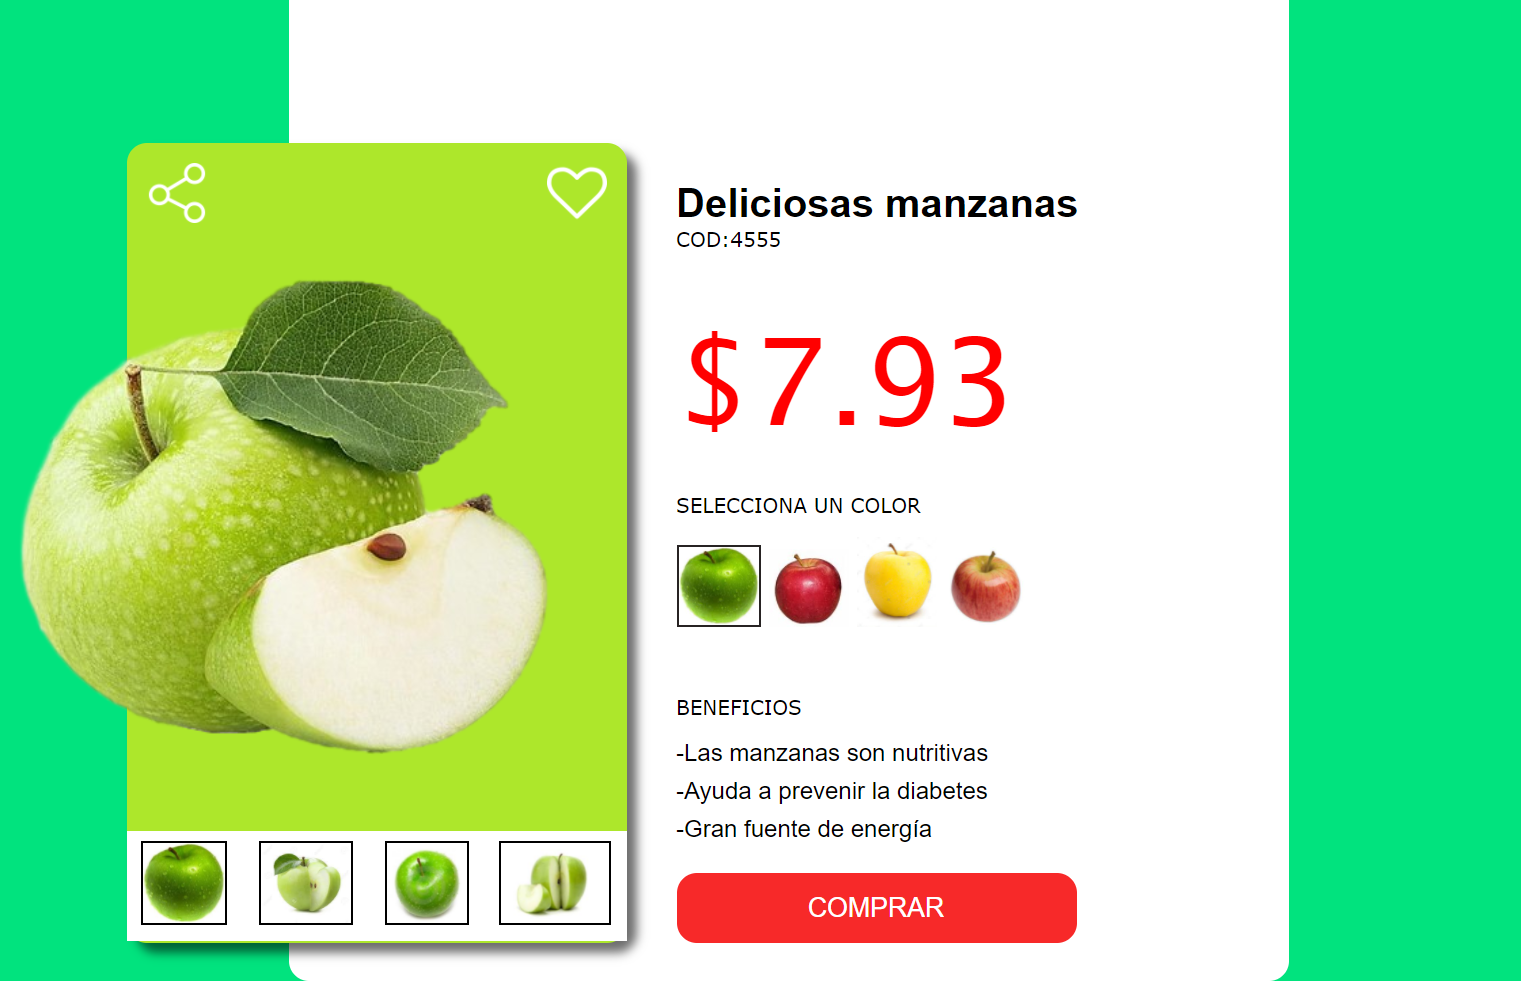 Deliciosas manzanas
COD:4555
$7.93
SELECCIONA UN COLOR
BENEFICIOS
-Las manzanas son nutritivas
-Ayuda a prevenir la diabetes
-Gran fuente de energía
COMPRAR